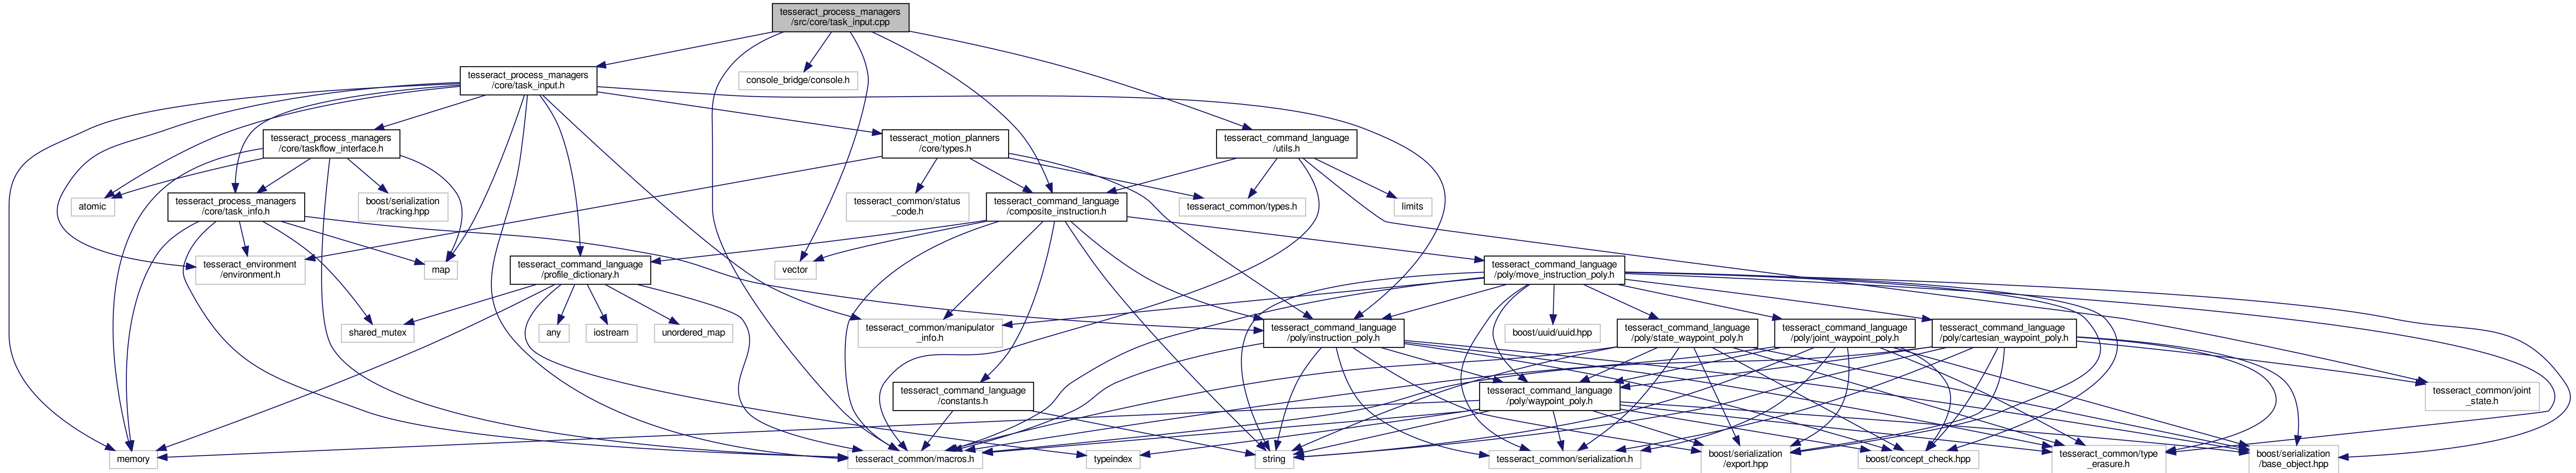 tesseract_process_managers
/src/core/task_input.cpp
tesseract_process_managers
/core/task_input.h
console_bridge/console.h
tesseract_process_managers
/core/taskflow_interface.h
tesseract_motion_planners
/core/types.h
tesseract_command_language
/utils.h
atomic
tesseract_process_managers
/core/task_info.h
boost/serialization
/tracking.hpp
tesseract_common/status
_code.h
tesseract_command_language
/composite_instruction.h
tesseract_common/types.h
limits
tesseract_environment
/environment.h
map
tesseract_command_language
/profile_dictionary.h
vector
tesseract_command_language
/poly/move_instruction_poly.h
shared_mutex
any
iostream
unordered_map
tesseract_common/manipulator
_info.h
tesseract_command_language
/poly/instruction_poly.h
boost/uuid/uuid.hpp
tesseract_command_language
/poly/state_waypoint_poly.h
tesseract_command_language
/poly/joint_waypoint_poly.h
tesseract_command_language
/poly/cartesian_waypoint_poly.h
tesseract_command_language
/constants.h
tesseract_command_language
/poly/waypoint_poly.h
tesseract_common/joint
_state.h
memory
tesseract_common/macros.h
typeindex
string
tesseract_common/serialization.h
boost/serialization
/export.hpp
boost/concept_check.hpp
tesseract_common/type
_erasure.h
boost/serialization
/base_object.hpp